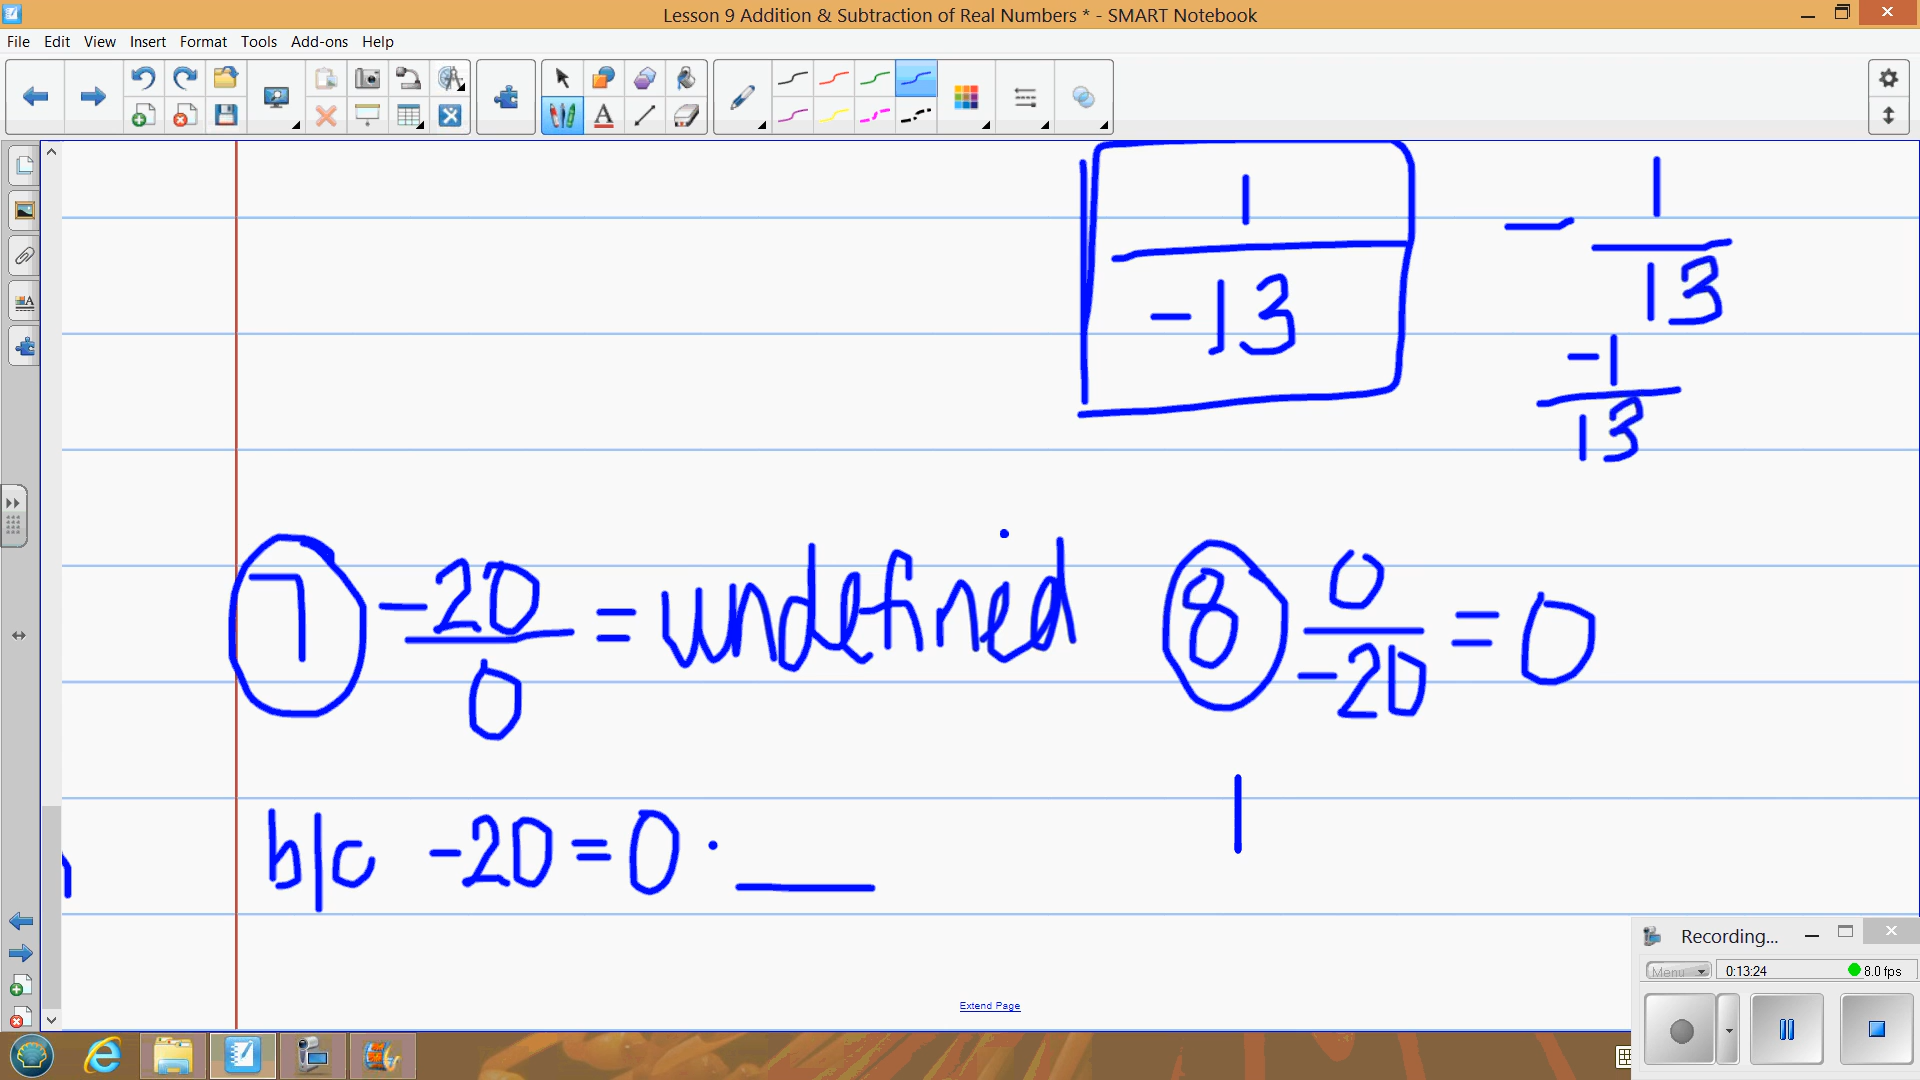 Lesson 9 Addition & Subtraction of Real Numbers * - SMART Notebook
File Edit View Insert Format Tools Add-ons Help
1
-13
- 1
13
-1
13
7 -20 = undefined 8 0 = 0
0 -20
b/c -20 = 0 · ___ 1
Recording...
Menu 0:13:24 8.0 fps
Extend Page